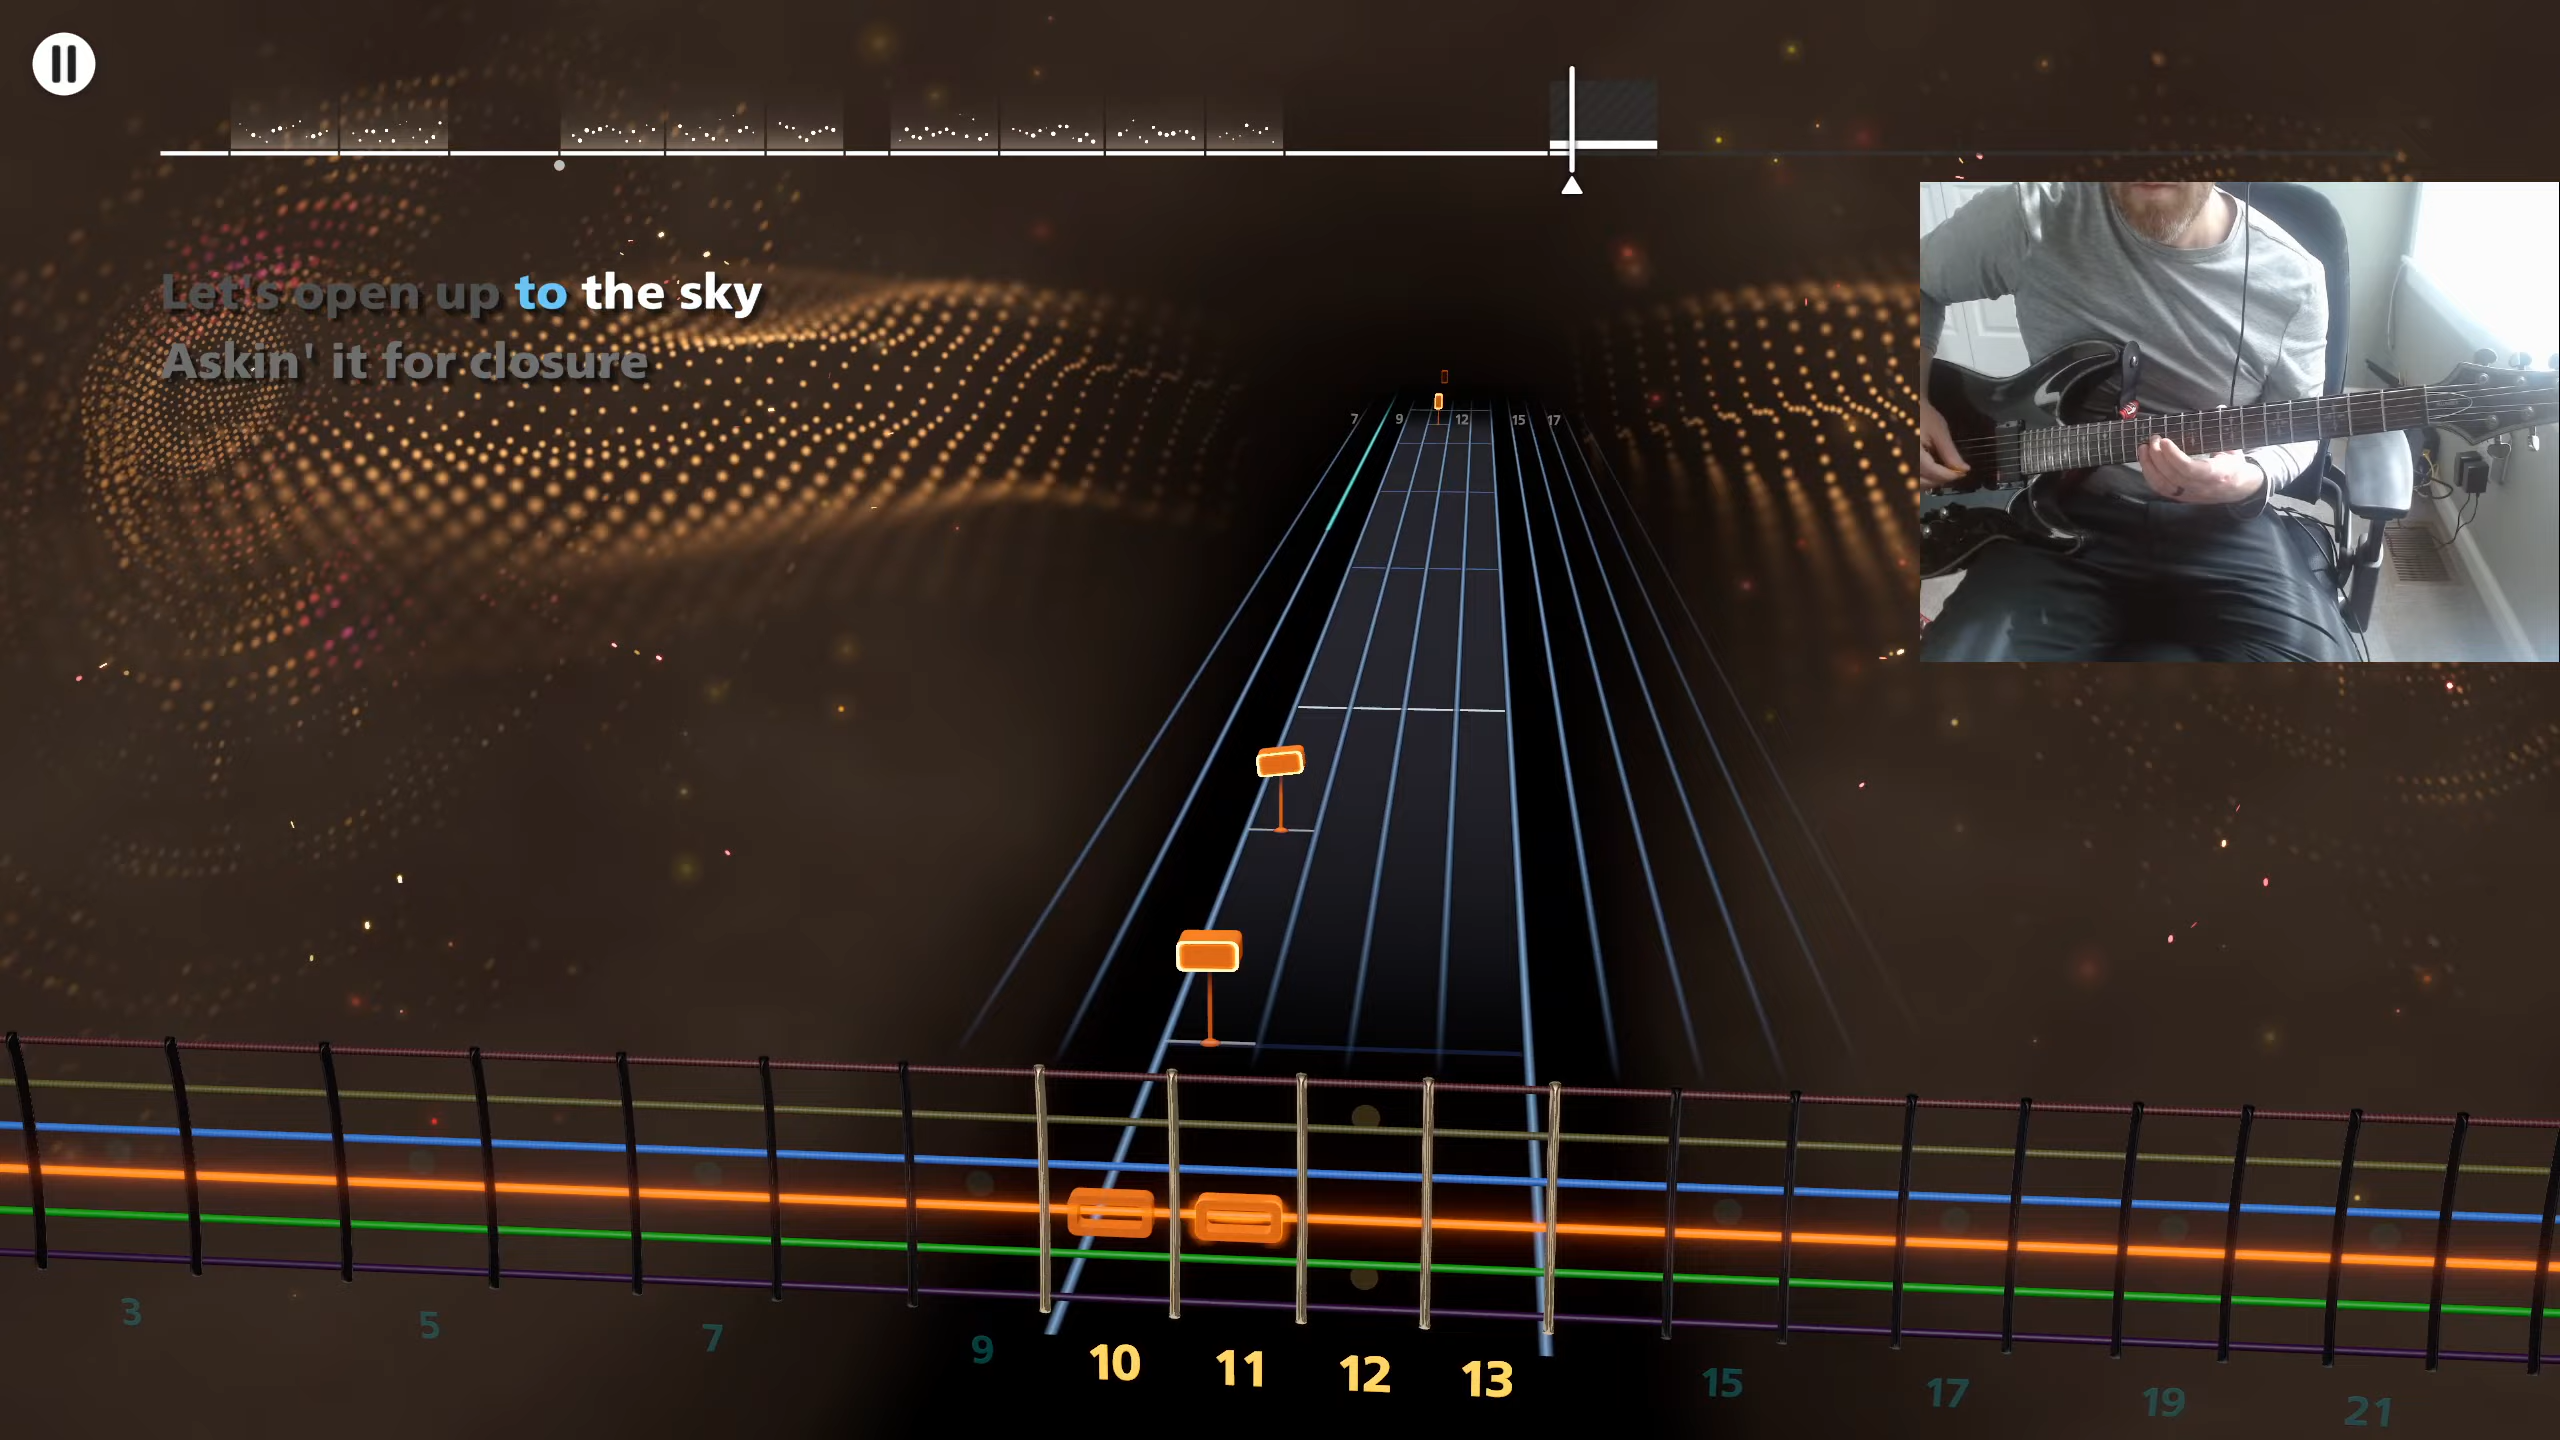 Let's open up to the sky
Askin' it for closure
7 9 12 15 17
3 5 7 9 10 11 12 13 15 17 19 21